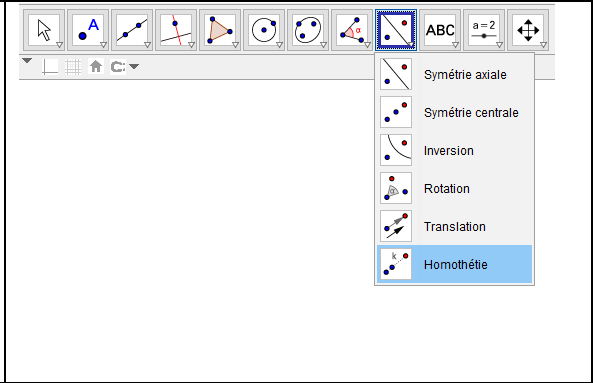 A
α
ABC
a=2
Symétrie axiale
Symétrie centrale
Inversion
α
Rotation
Translation
k
Homothétie